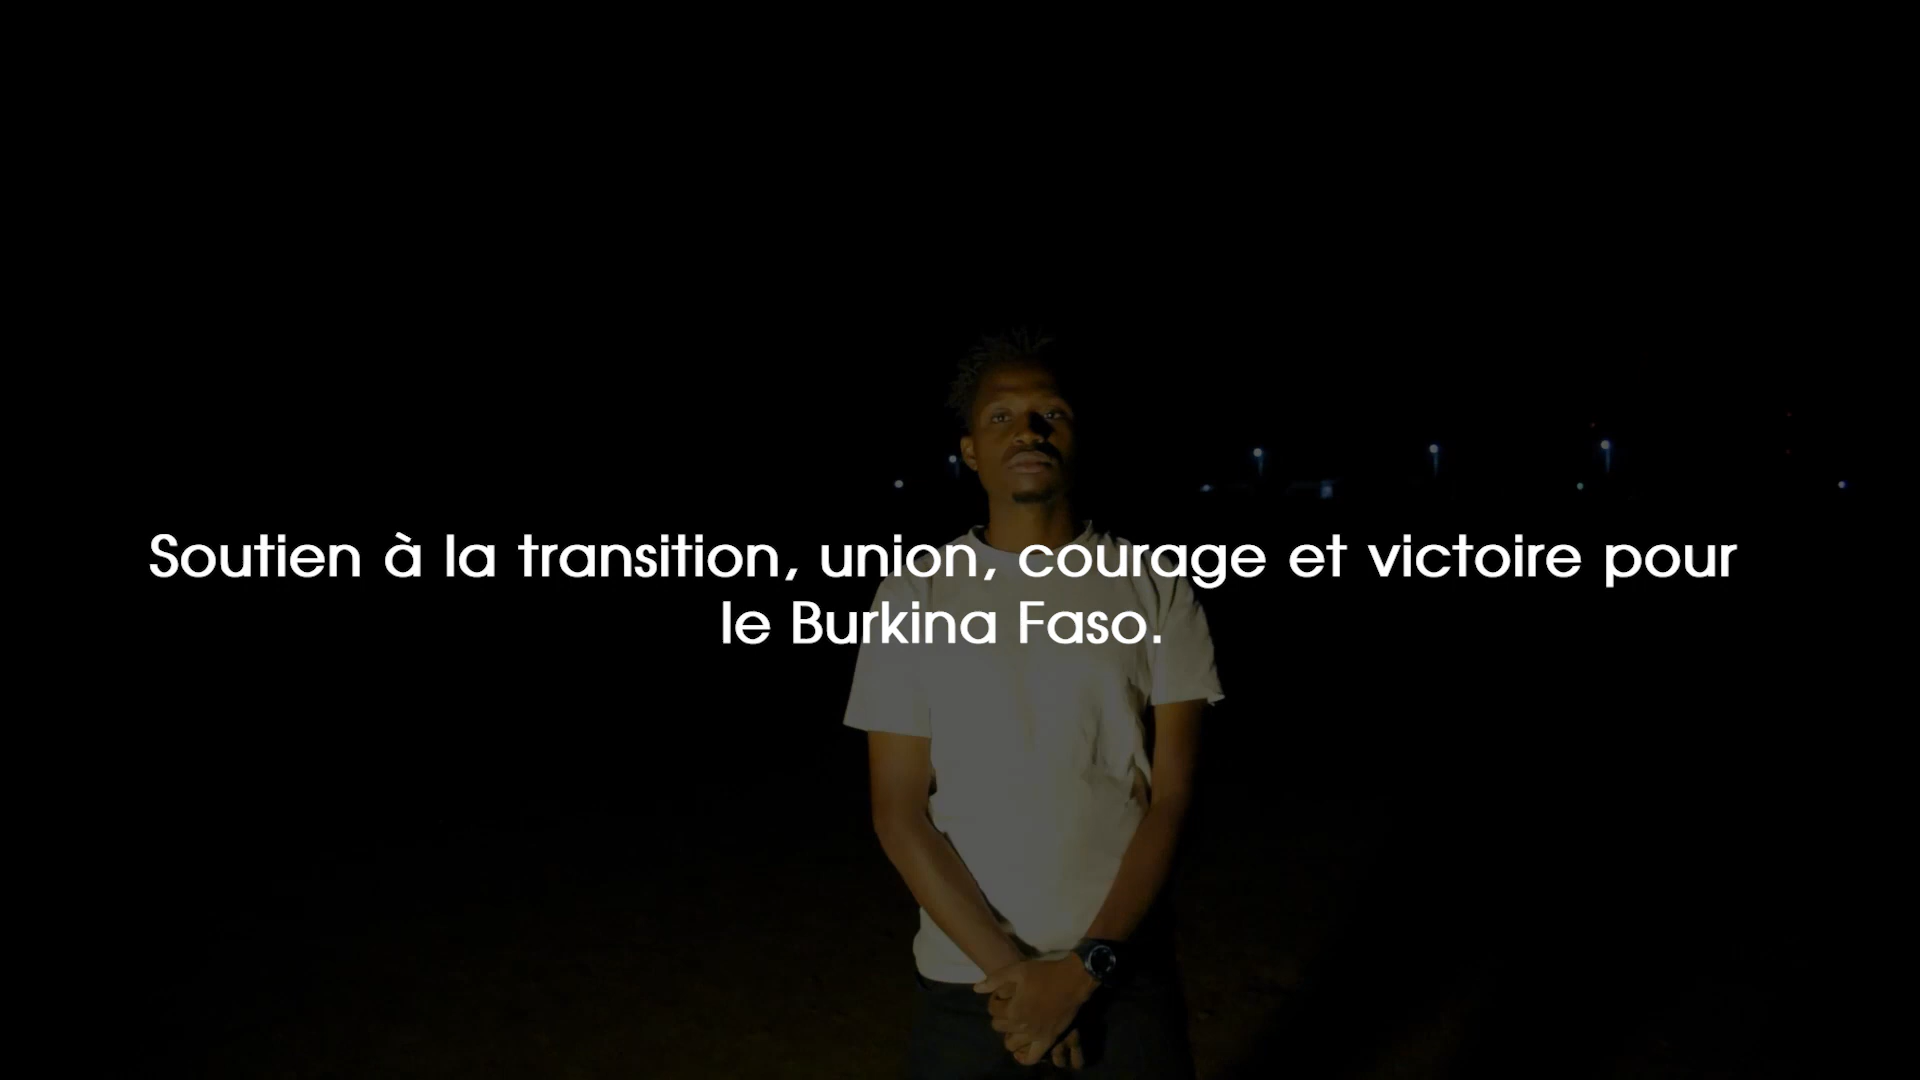 Soutien à la transition, union, courage et victoire pour
le Burkina Faso.